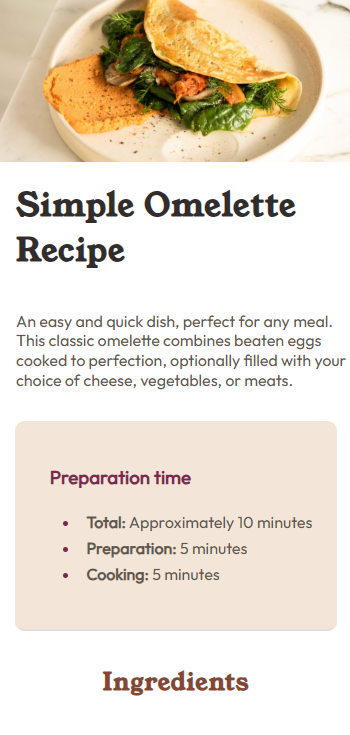 Simple Omelette
Recipe
An easy and quick dish, perfect for any meal.
This classic omelette combines beaten eggs
cooked to perfection, optionally filled with your
choice of cheese, vegetables, or meats.
Preparation time
Total: Approximately 10 minutes
Preparation: 5 minutes
Cooking: 5 minutes
Ingredients